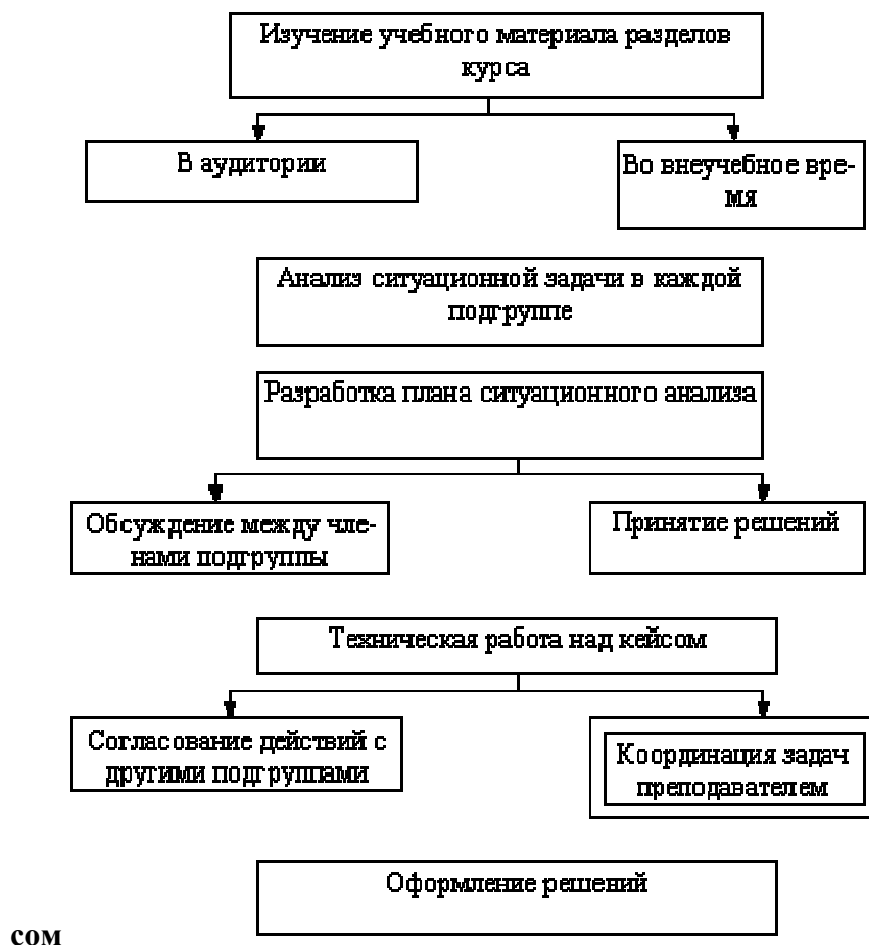 Изучение учебного материала разделов
курса
В аудитории
Во внеучебное вре-
мя
Анализ ситуационной задачи в каждой
подгруппе
Разработка плана ситуационного анализа
Обсуждение между чле-
нами подгруппы
Принятие решений
Техническая работа над кейсом
Согласование действий с
другими подгруппами
Координация задач
преподавателем
Оформление решений
сом